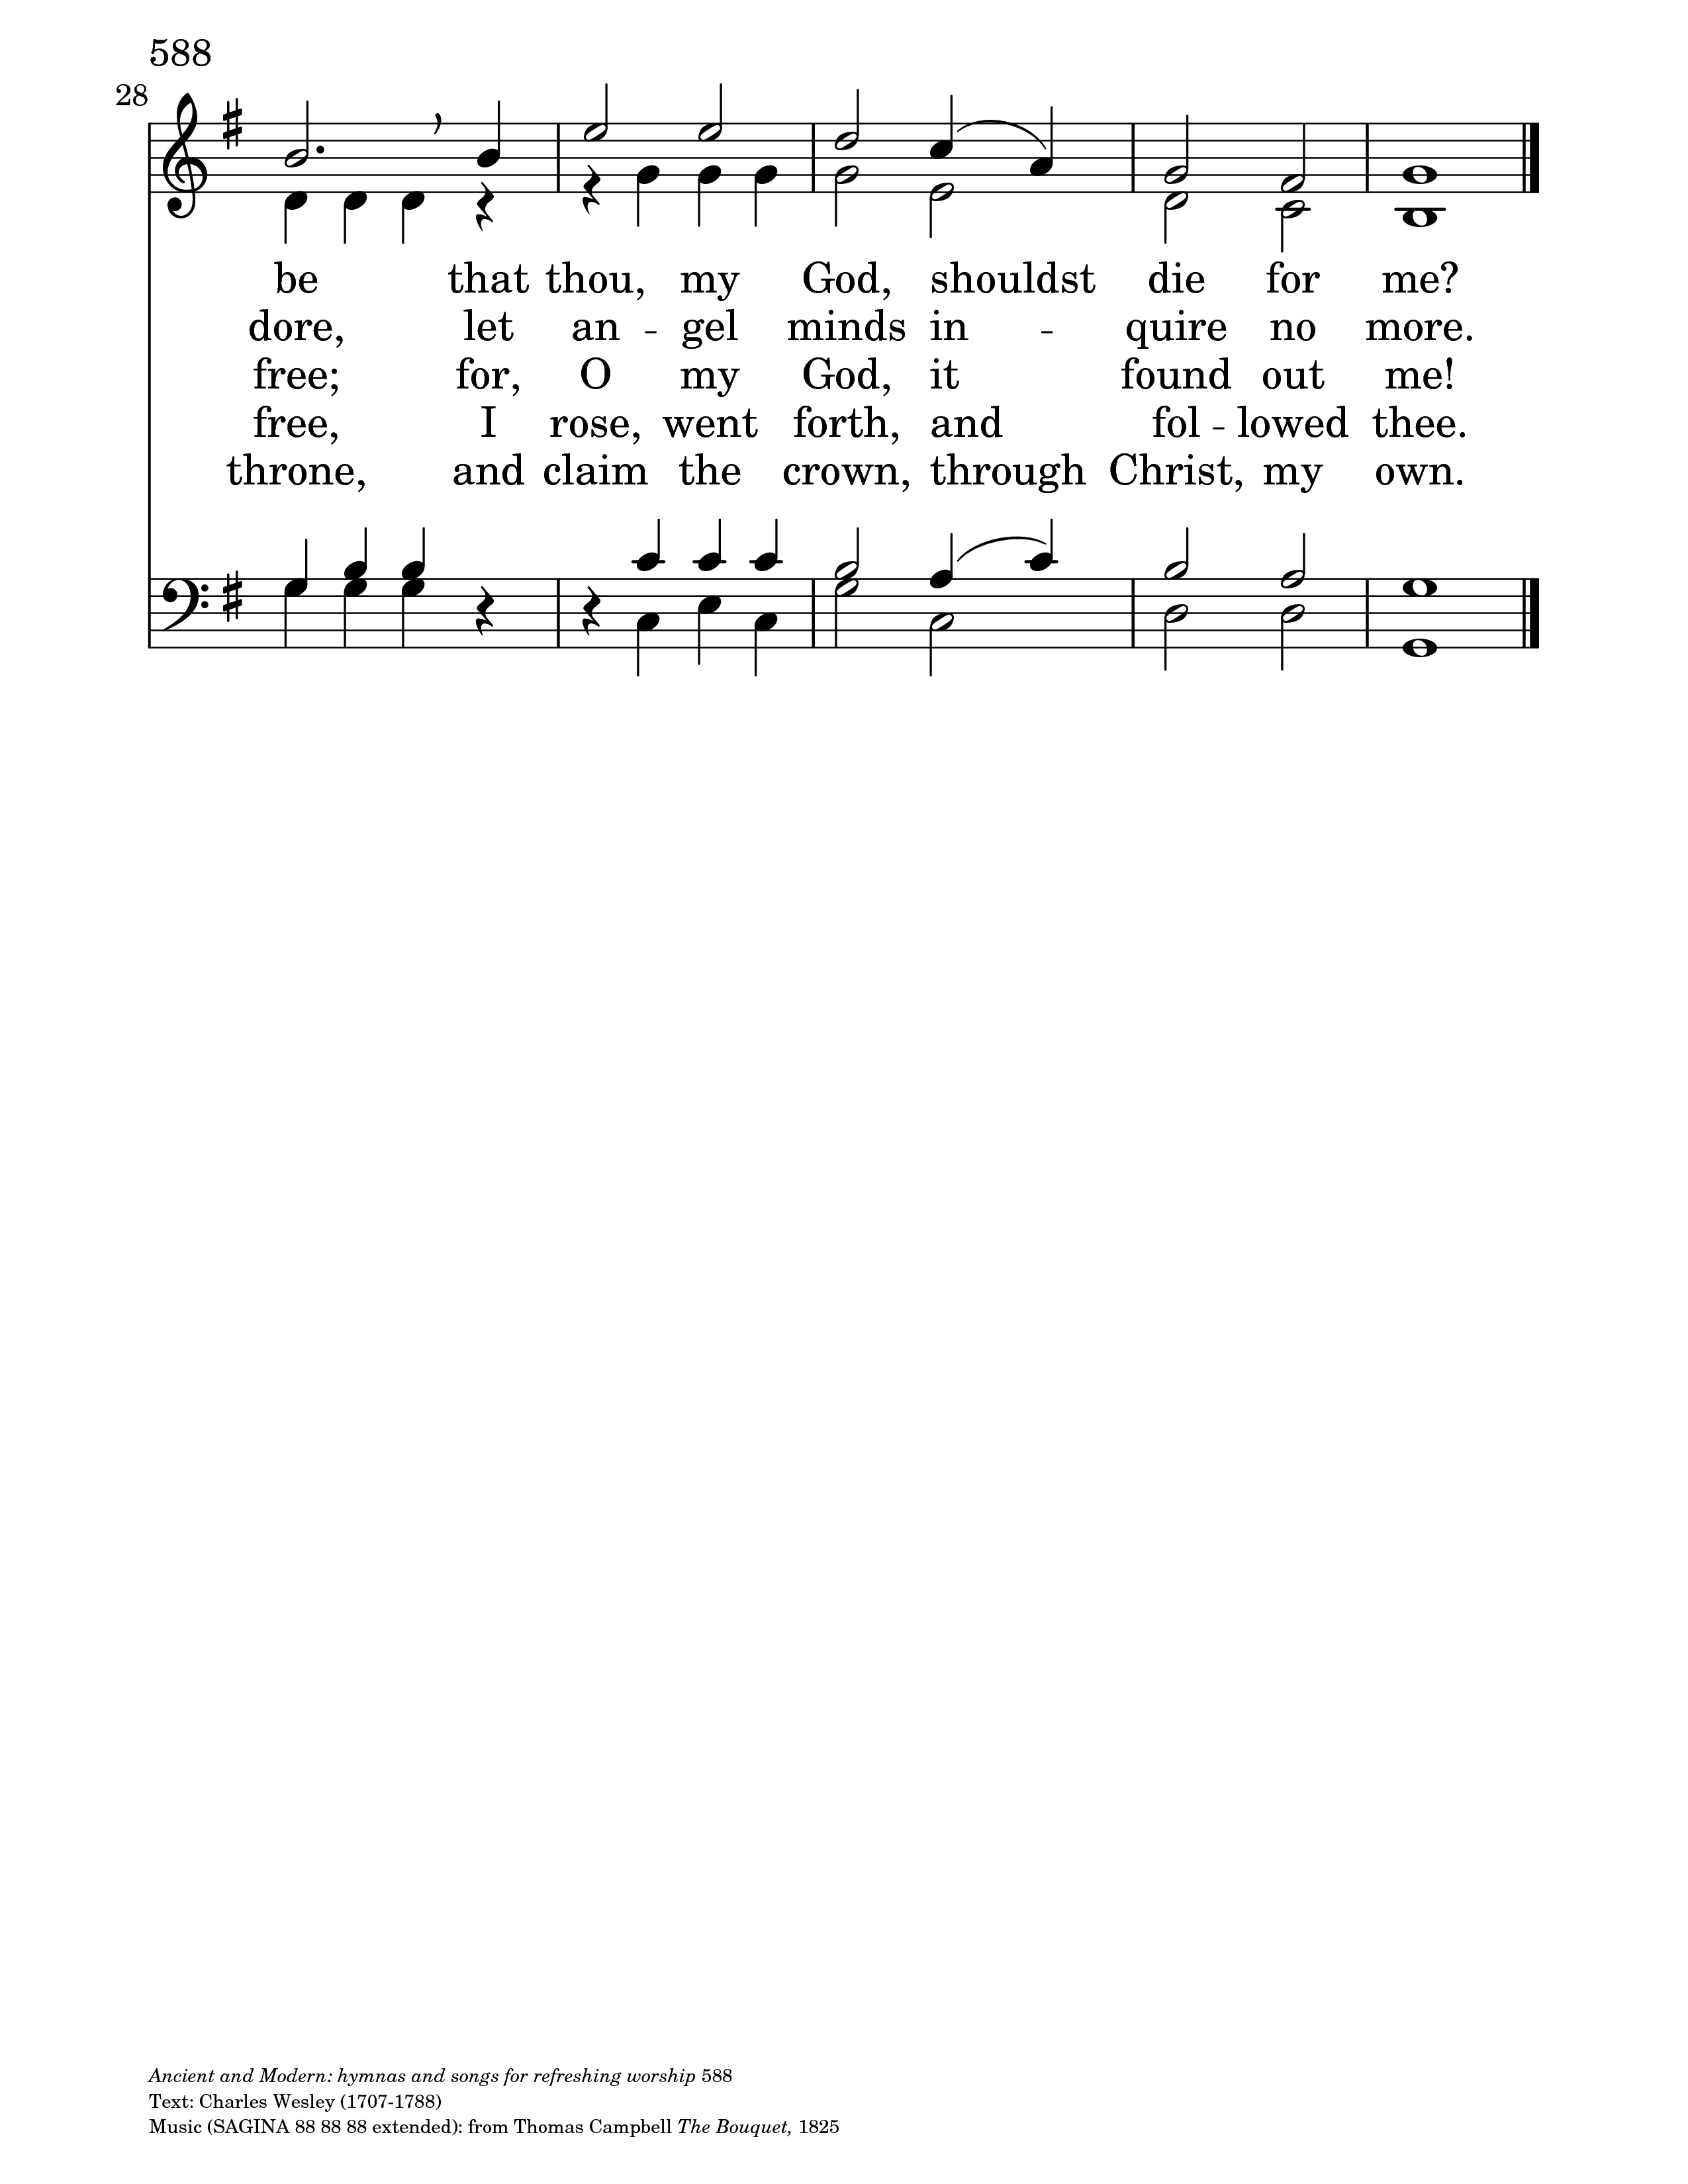 588
28
be that thou, my God, shouldst die for me?
dore, let an - gel minds in - quire no more.
free; for, O my God, it found out me!
free, I rose, went forth, and fol - lowed thee.
throne, and claim the crown, through Christ, my own.
Ancient and Modern: hymnas and songs for refreshing worship 588
Text: Charles Wesley (1707-1788)
Music (SAGINA 88 88 88 extended): from Thomas Campbell The Bouquet, 1825